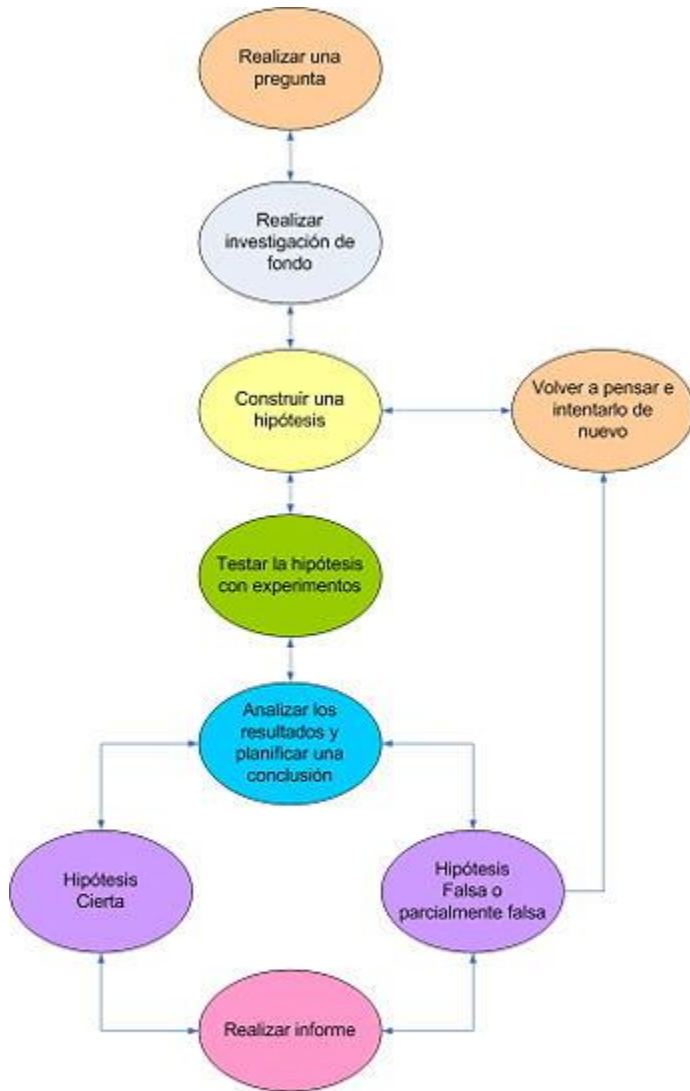 Realizar una
pregunta
Realizar
investigación de
fondo
Construir una
hipótesis
Volver a pensar e
intentarlo de
nuevo
Testar la hipótesis
con experimentos
Analizar los
resultados y
planificar una
conclusión
Hipótesis
Cierta
Hipótesis
Falsa o
parcialmente falsa
Realizar informe